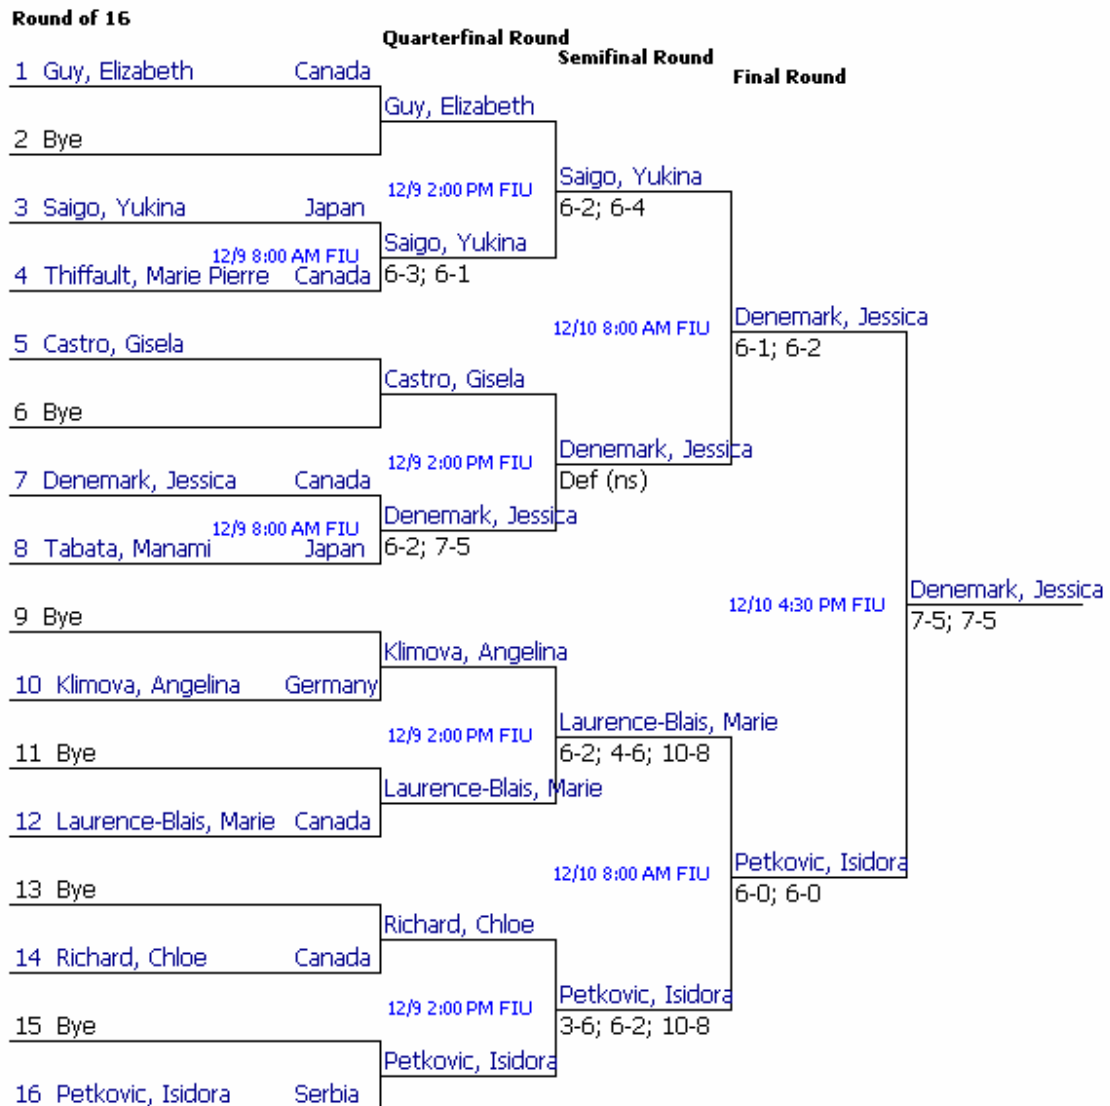 Round of 16
Quarterfinal Round
Semifinal Round
Final Round
1 Guy, Elizabeth Canada
Guy, Elizabeth
2 Bye
12/9 2:00 PM FIU
Saigo, Yukina
6-2; 6-4
3 Saigo, Yukina Japan
12/9 8:00 AM FIU
Saigo, Yukina
6-3; 6-1
4 Thiffault, Marie Pierre Canada
12/10 8:00 AM FIU
Denemark, Jessica
6-1; 6-2
5 Castro, Gisela
Castro, Gisela
6 Bye
12/9 2:00 PM FIU
Denemark, Jessica
Def (ns)
7 Denemark, Jessica Canada
12/9 8:00 AM FIU
Denemark, Jessica
6-2; 7-5
8 Tabata, Manami Japan
12/10 4:30 PM FIU
Denemark, Jessica
7-5; 7-5
9 Bye
Klimova, Angelina
10 Klimova, Angelina Germany
12/9 2:00 PM FIU
Laurence-Blais, Marie
6-2; 4-6; 10-8
11 Bye
Laurence-Blais, Marie
12 Laurence-Blais, Marie Canada
12/10 8:00 AM FIU
Petkovic, Isidora
6-0; 6-0
13 Bye
Richard, Chloe
14 Richard, Chloe Canada
12/9 2:00 PM FIU
Petkovic, Isidora
3-6; 6-2; 10-8
15 Bye
Petkovic, Isidora
16 Petkovic, Isidora Serbia